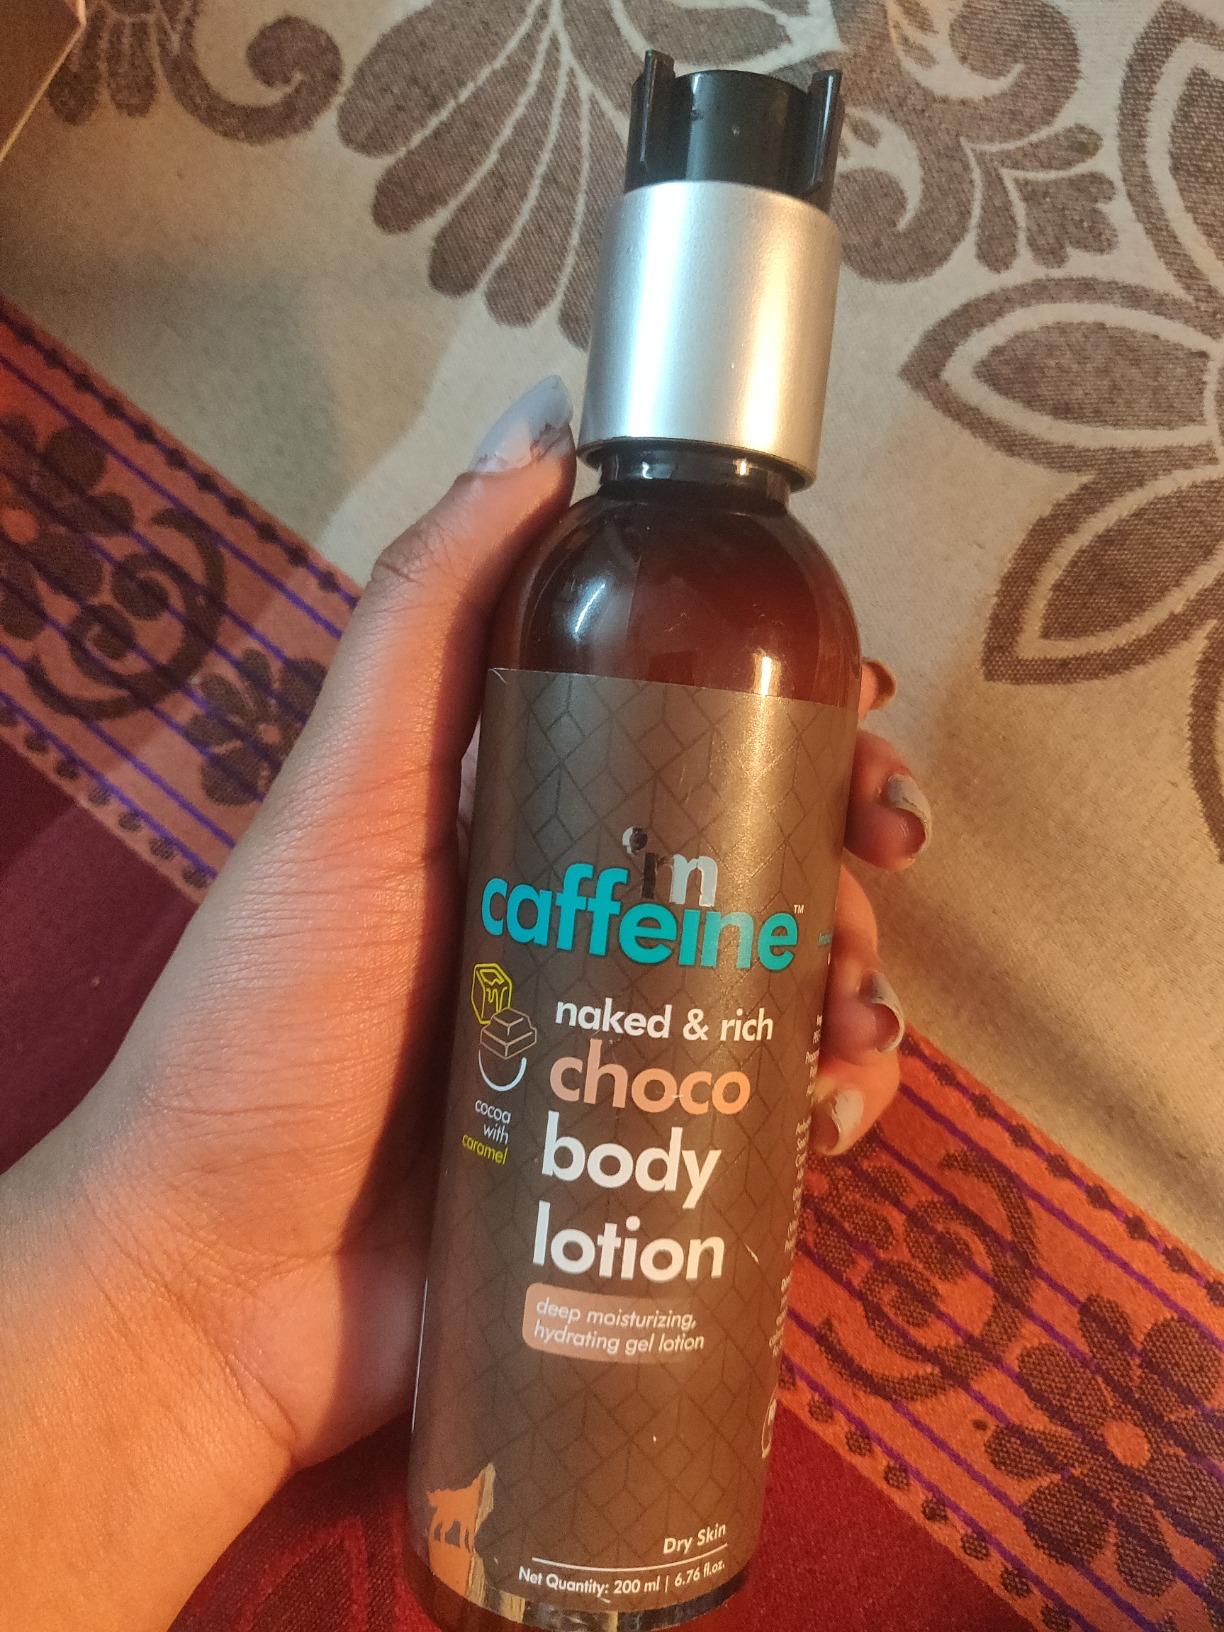 i'm
caffeine™
naked & rich
choco
body
lotion
cocoa
with
caramel
deep moisturizing,
hydrating gel lotion
Dry Skin
Net Quantity: 200 ml | 6.76 fl.oz.